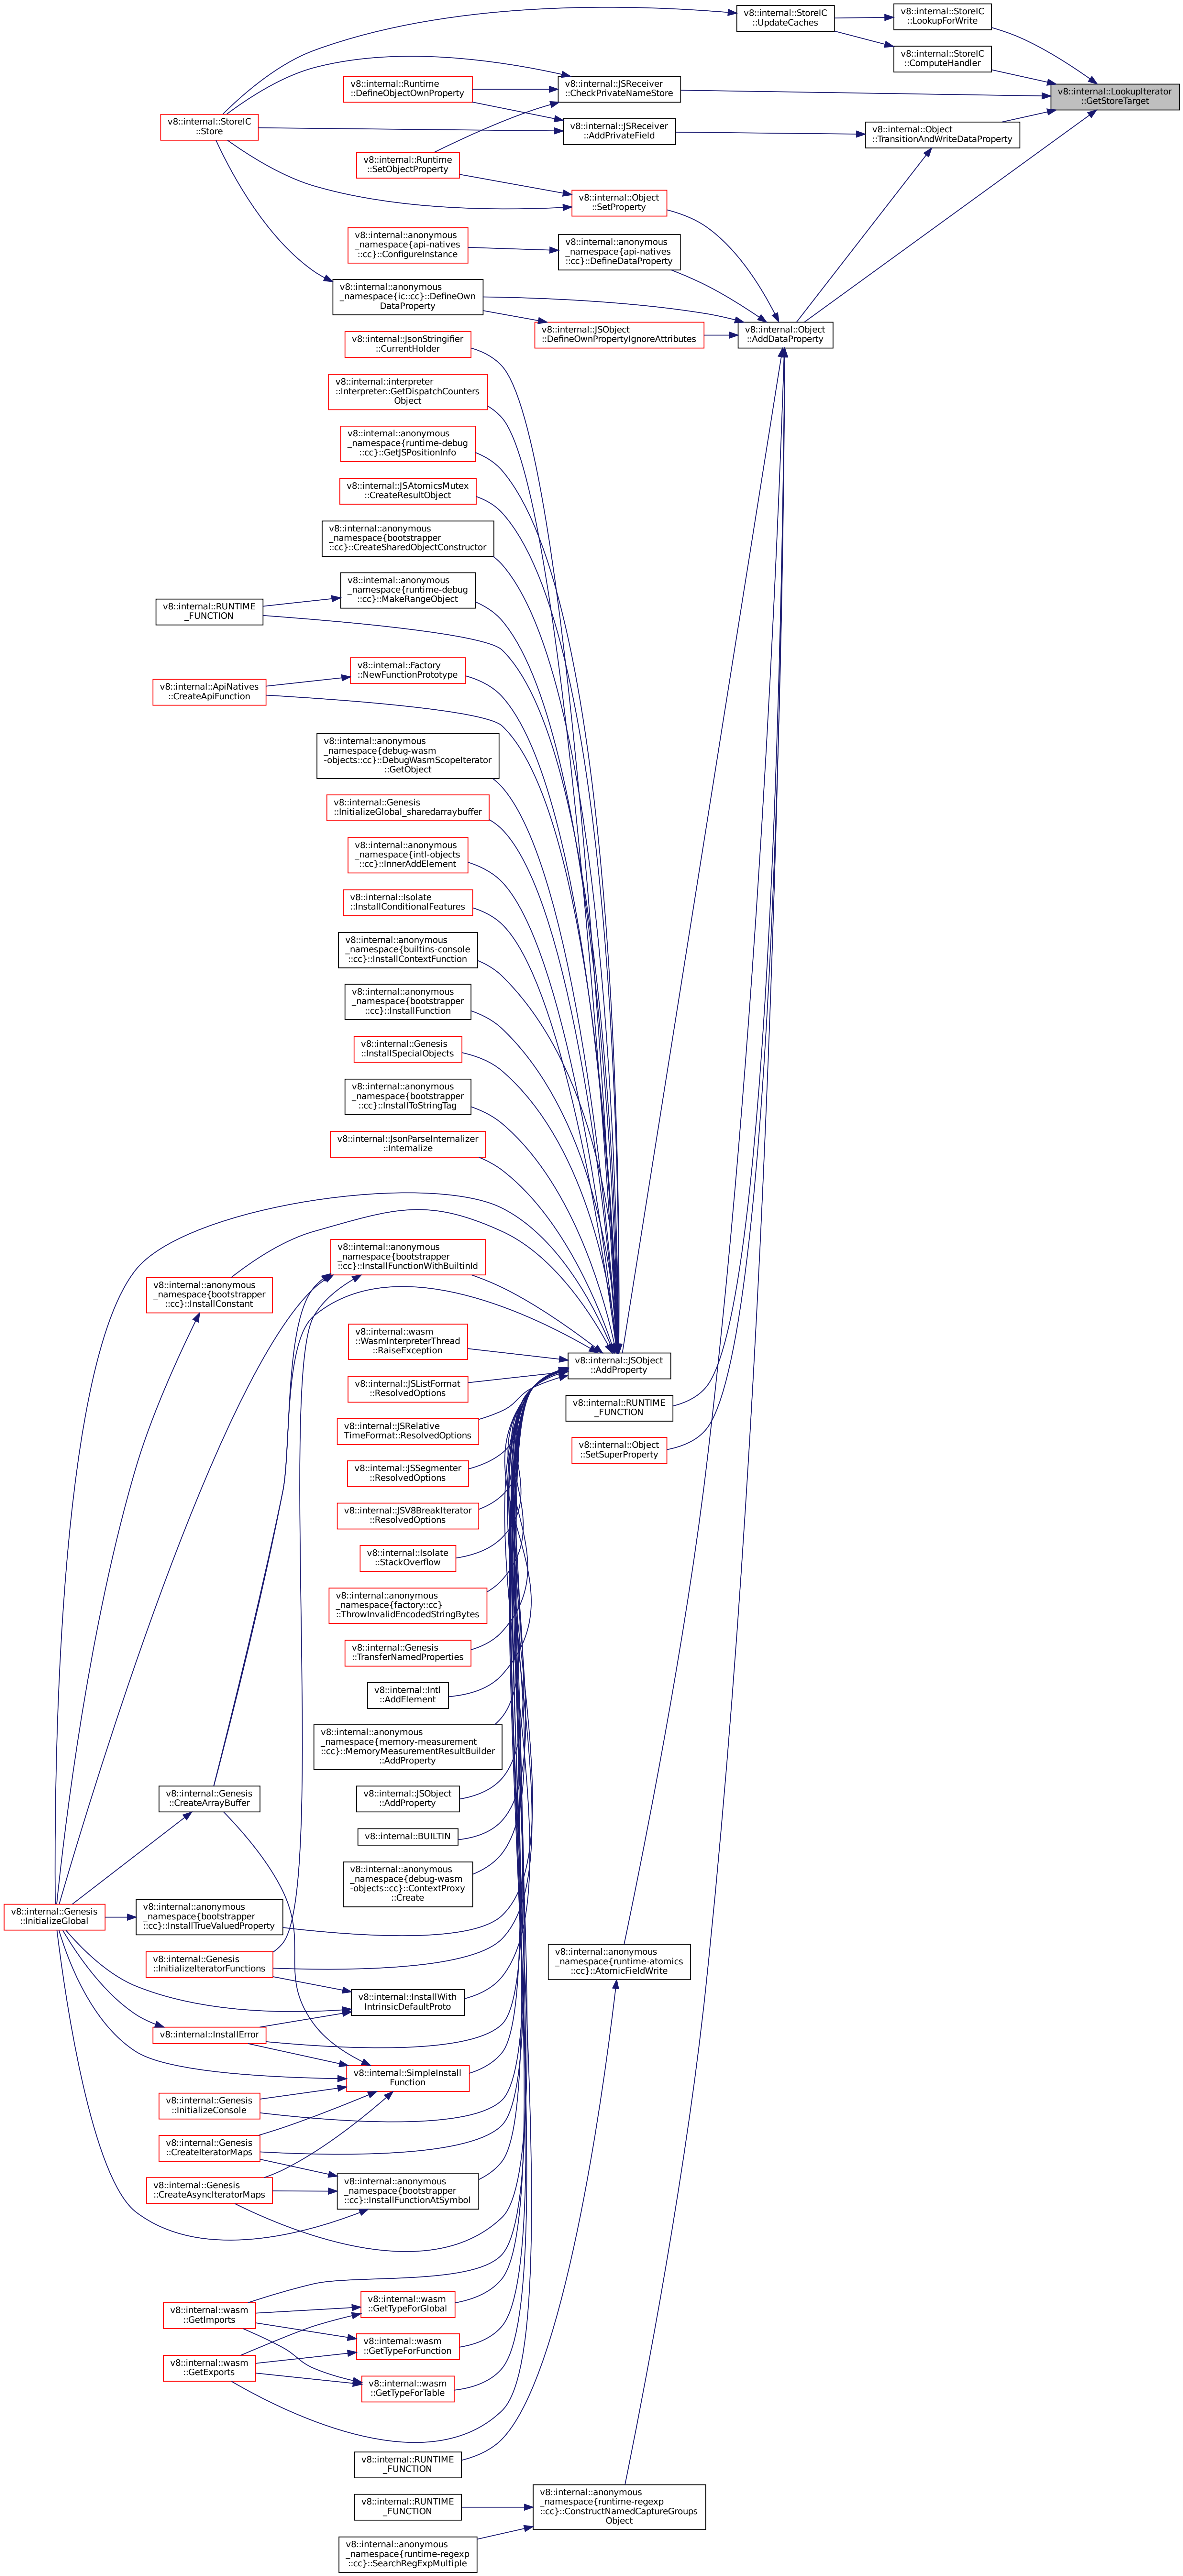 v8::internal::StoreIC
::UpdateCaches
v8::internal::StoreIC
::LookupForWrite
v8::internal::StoreIC
::ComputeHandler
v8::internal::LookupIterator
::GetStoreTarget
v8::internal::Runtime
::DefineObjectOwnProperty
v8::internal::JSReceiver
::CheckPrivateNameStore
v8::internal::StoreIC
::Store
v8::internal::JSReceiver
::AddPrivateField
v8::internal::Object
::TransitionAndWriteDataProperty
v8::internal::Runtime
::SetObjectProperty
v8::internal::Object
::SetProperty
v8::internal::anonymous
_namespace{api-natives
::cc}::ConfigureInstance
v8::internal::anonymous
_namespace{api-natives
::cc}::DefineDataProperty
v8::internal::anonymous
_namespace{ic::cc}::DefineOwn
DataProperty
v8::internal::JSObject
::DefineOwnPropertyIgnoreAttributes
v8::internal::Object
::AddDataProperty
v8::internal::JsonStringifier
::CurrentHolder
v8::internal::interpreter
::Interpreter::GetDispatchCounters
Object
v8::internal::anonymous
_namespace{runtime-debug
::cc}::GetJSPositionInfo
v8::internal::JSAtomicsMutex
::CreateResultObject
v8::internal::anonymous
_namespace{bootstrapper
::cc}::CreateSharedObjectConstructor
v8::internal::anonymous
_namespace{runtime-debug
::cc}::MakeRangeObject
v8::internal::RUNTIME
_FUNCTION
v8::internal::Factory
::NewFunctionPrototype
v8::internal::ApiNatives
::CreateApiFunction
v8::internal::anonymous
_namespace{debug-wasm
-objects::cc}::DebugWasmScopeIterator
::GetObject
v8::internal::Genesis
::InitializeGlobal_sharedarraybuffer
v8::internal::anonymous
_namespace{intl-objects
::cc}::InnerAddElement
v8::internal::Isolate
::InstallConditionalFeatures
v8::internal::anonymous
_namespace{builtins-console
::cc}::InstallContextFunction
v8::internal::anonymous
_namespace{bootstrapper
::cc}::InstallFunction
v8::internal::Genesis
::InstallSpecialObjects
v8::internal::anonymous
_namespace{bootstrapper
::cc}::InstallToStringTag
v8::internal::JsonParseInternalizer
::Internalize
v8::internal::anonymous
_namespace{bootstrapper
::cc}::InstallFunctionWithBuiltinId
v8::internal::anonymous
_namespace{bootstrapper
::cc}::InstallConstant
v8::internal::wasm
::WasmInterpreterThread
::RaiseException
v8::internal::JSObject
::AddProperty
v8::internal::JSListFormat
::ResolvedOptions
v8::internal::RUNTIME
_FUNCTION
v8::internal::JSRelative
TimeFormat::ResolvedOptions
v8::internal::Object
::SetSuperProperty
v8::internal::JSSegmenter
::ResolvedOptions
v8::internal::JSV8BreakIterator
::ResolvedOptions
v8::internal::Isolate
::StackOverflow
v8::internal::anonymous
_namespace{factory::cc}
::ThrowInvalidEncodedStringBytes
v8::internal::Genesis
::TransferNamedProperties
v8::internal::Intl
::AddElement
v8::internal::anonymous
_namespace{memory-measurement
::cc}::MemoryMeasurementResultBuilder
::AddProperty
v8::internal::Genesis
::CreateArrayBuffer
v8::internal::JSObject
::AddProperty
v8::internal::BUILTIN
v8::internal::anonymous
_namespace{debug-wasm
-objects::cc}::ContextProxy
::Create
v8::internal::Genesis
::InitializeGlobal
v8::internal::anonymous
_namespace{bootstrapper
::cc}::InstallTrueValuedProperty
v8::internal::Genesis
::InitializeIteratorFunctions
v8::internal::anonymous
_namespace{runtime-atomics
::cc}::AtomicFieldWrite
v8::internal::InstallWith
IntrinsicDefaultProto
v8::internal::InstallError
v8::internal::SimpleInstall
Function
v8::internal::Genesis
::InitializeConsole
v8::internal::Genesis
::CreateIteratorMaps
v8::internal::Genesis
::CreateAsyncIteratorMaps
v8::internal::anonymous
_namespace{bootstrapper
::cc}::InstallFunctionAtSymbol
v8::internal::wasm
::GetTypeForGlobal
v8::internal::wasm
::GetImports
v8::internal::wasm
::GetTypeForFunction
v8::internal::wasm
::GetExports
v8::internal::wasm
::GetTypeForTable
v8::internal::RUNTIME
_FUNCTION
v8::internal::anonymous
_namespace{runtime-regexp
::cc}::ConstructNamedCaptureGroups
Object
v8::internal::RUNTIME
_FUNCTION
v8::internal::anonymous
_namespace{runtime-regexp
::cc}::SearchRegExpMultiple